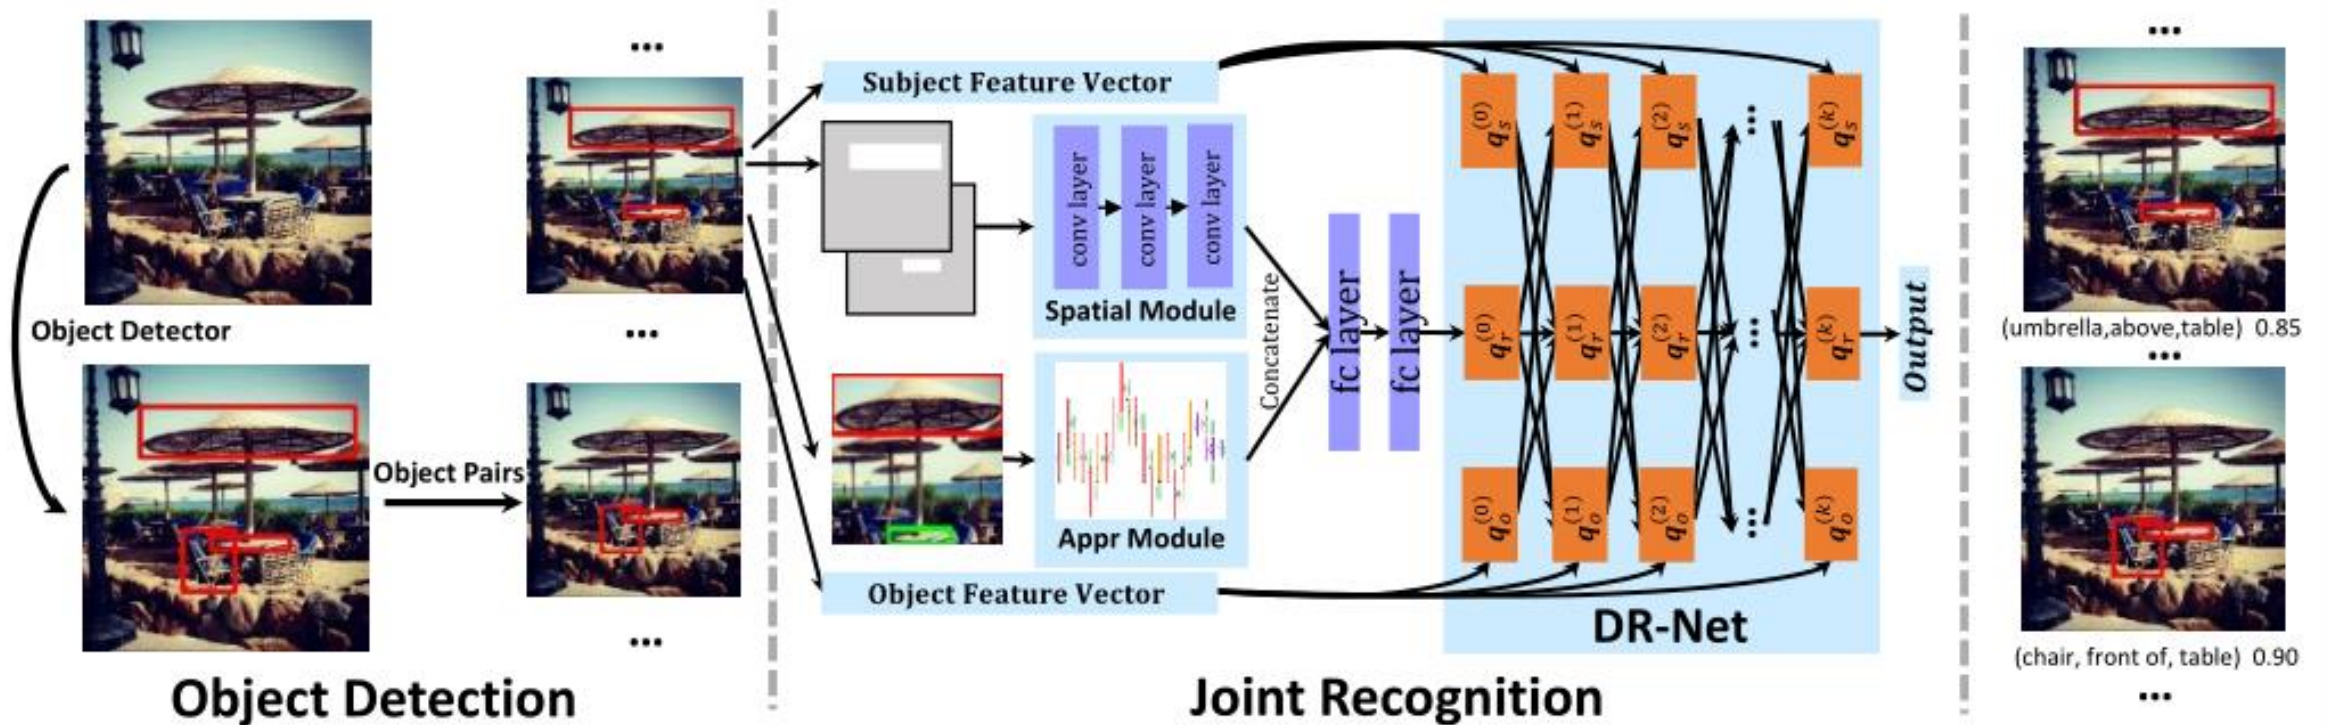 ...
...
...
Object Detector
Object Pairs
Object Detection
Subject Feature Vector
conv layer
conv layer
conv layer
Spatial Module
Appr Module
Object Feature Vector
Concatenate
fc layer
fc layer
q_s^(0) q_s^(1) q_s^(2) ... q_s^(k)
q_r^(0) q_r^(1) q_r^(2) ... q_r^(k)
q_o^(0) q_o^(1) q_o^(2) ... q_o^(k)
DR-Net
Output
Joint Recognition
...
(umbrella,above,table) 0.85
...
(chair, front of, table) 0.90
...